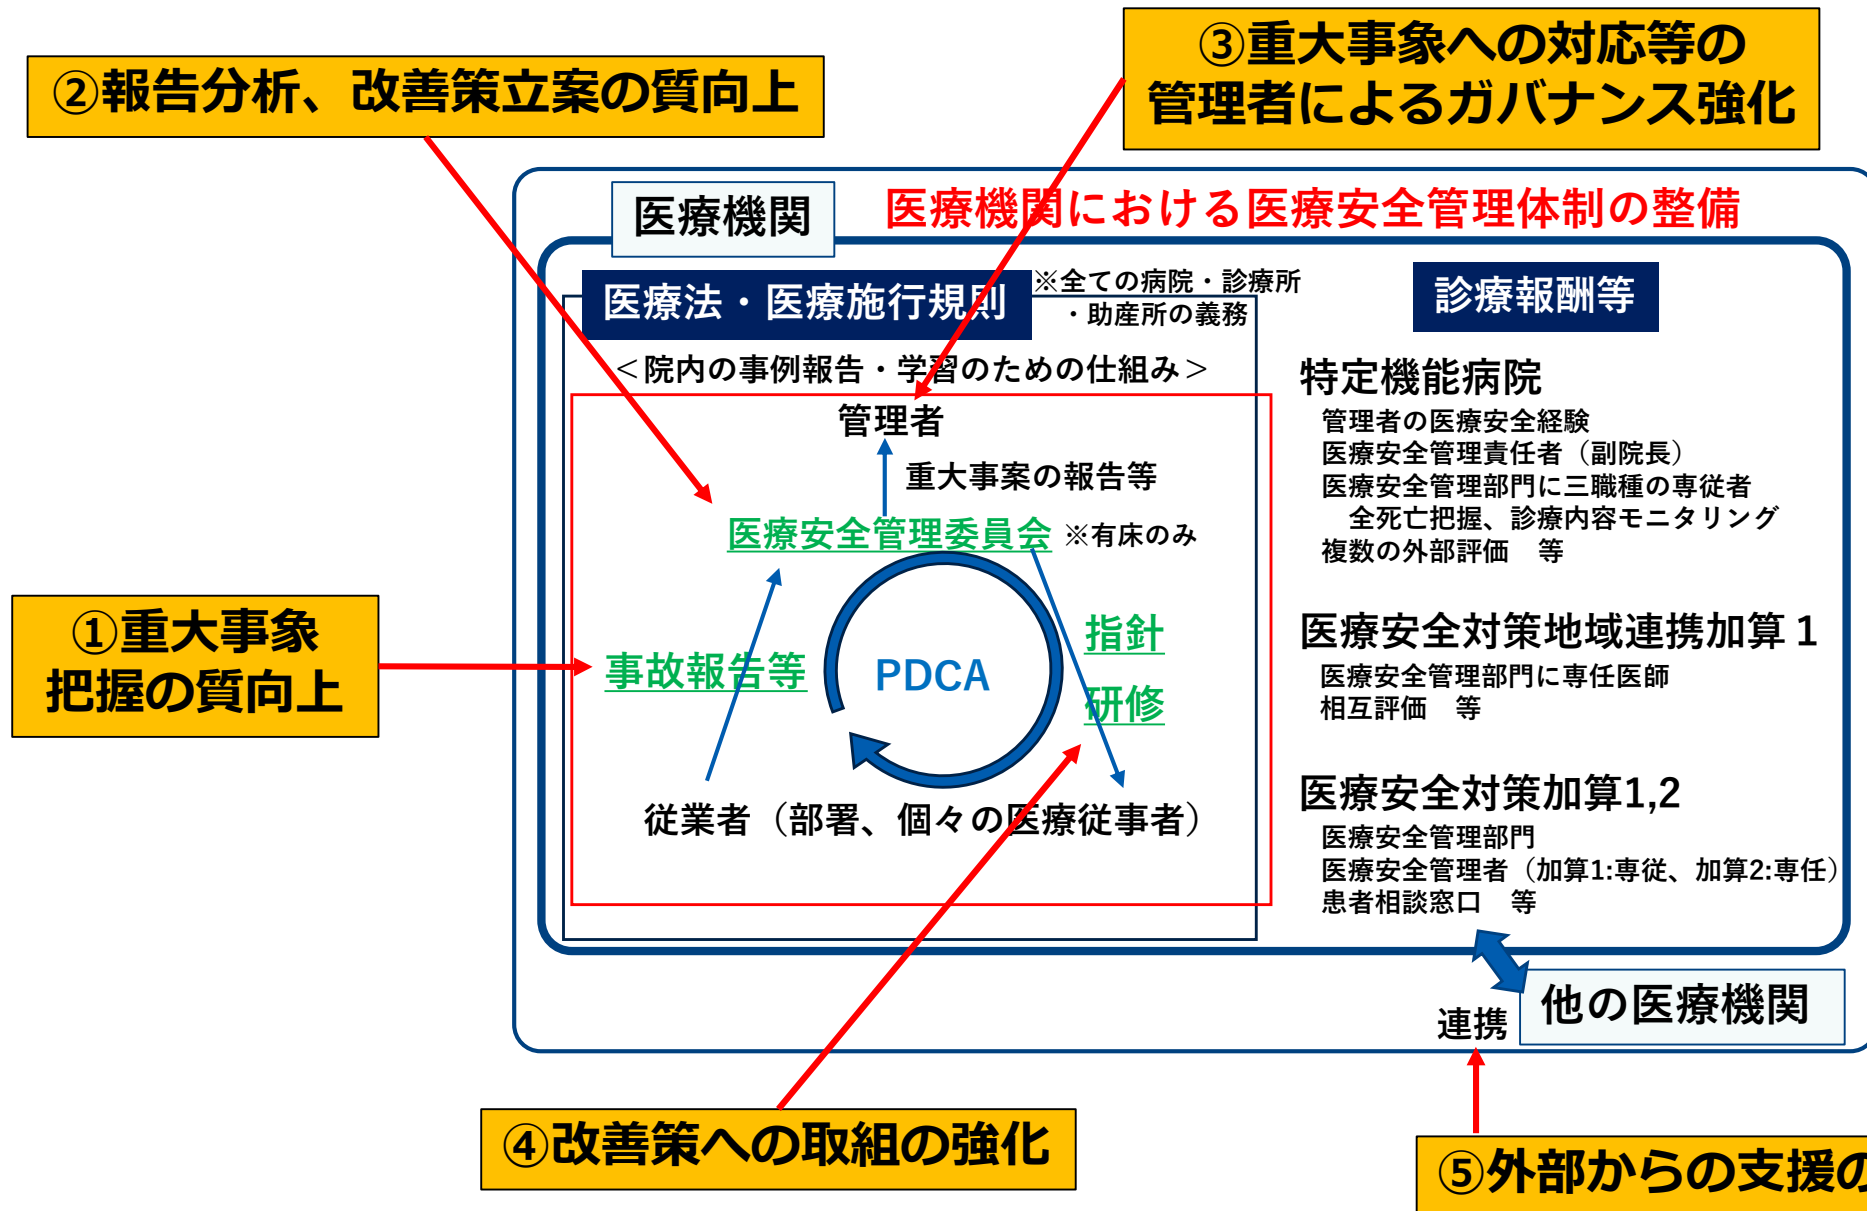 ③重大事象への対応等の
管理者によるガバナンス強化
②報告分析、改善策立案の質向上
医療機関
医療機関における医療安全管理体制の整備
医療法・医療施行規則
※全ての病院・診療所
・助産所の義務
診療報酬等
＜院内の事例報告・学習のための仕組み＞
管理者
重大事案の報告等
医療安全管理委員会 ※有床のみ
①重大事象
把握の質向上
事故報告等
PDCA
指針
研修
従業者（部署、個々の医療従事者）
特定機能病院
管理者の医療安全経験
医療安全管理責任者（副院長）
医療安全管理部門に三職種の専従者
全死亡把握、診療内容モニタリング
複数の外部評価　等
医療安全対策地域連携加算１
医療安全管理部門に専任医師
相互評価　等
医療安全対策加算1,2
医療安全管理部門
医療安全管理者（加算1:専従、加算2:専任）
患者相談窓口　等
連携
他の医療機関
④改善策への取組の強化
⑤外部からの支援の